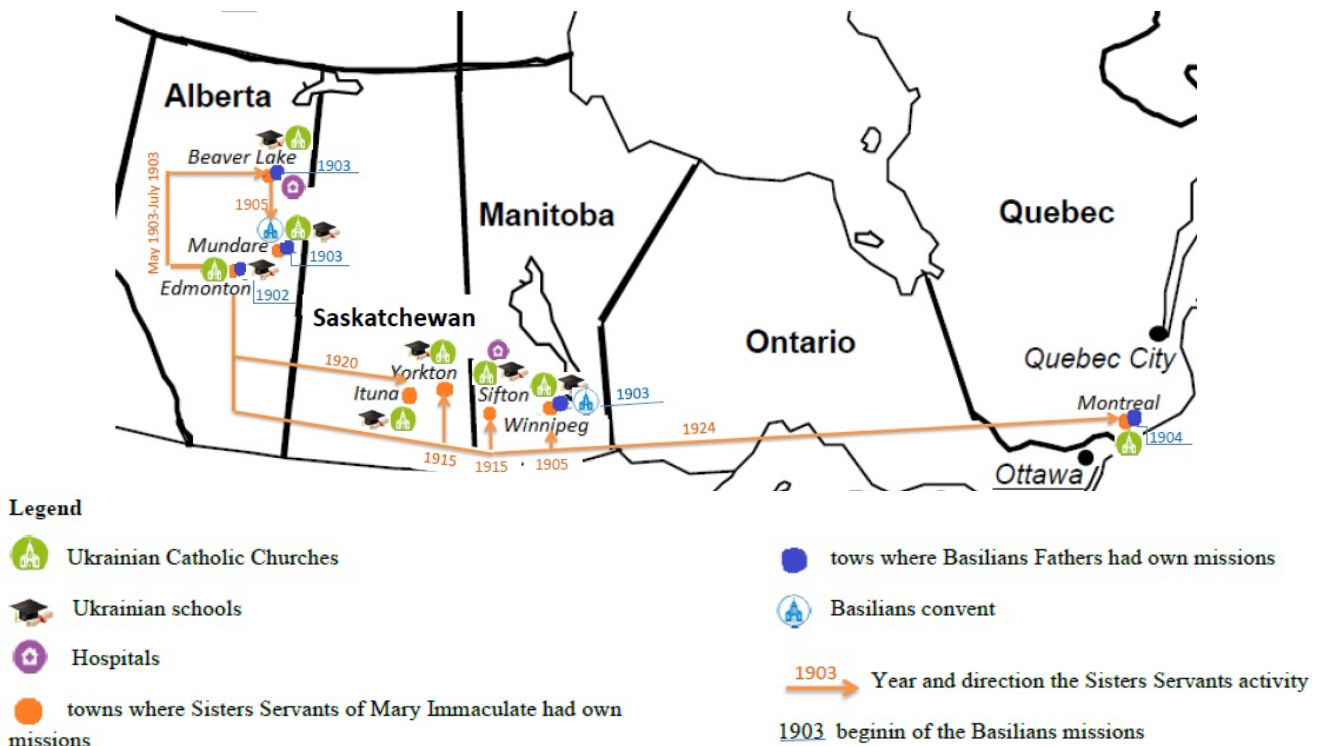 Alberta
Beaver Lake
1903
May 1903-July 1903
1905
Manitoba
Quebec
Mundare
1903
Edmonton
1902
Saskatchewan
Ontario
Quebec City
1920
Yorkton
Ituna
Sifton
1903
Winnipeg
Montreal
1924
1904
1915
1915
1905
Ottawa
Legend
Ukrainian Catholic Churches
Ukrainian schools
Hospitals
towns where Sisters Servants of Mary Immaculate had own
missions
tows where Basilians Fathers had own missions
Basilians convent
1903
Year and direction the Sisters Servants activity
1903 beginin of the Basilians missions